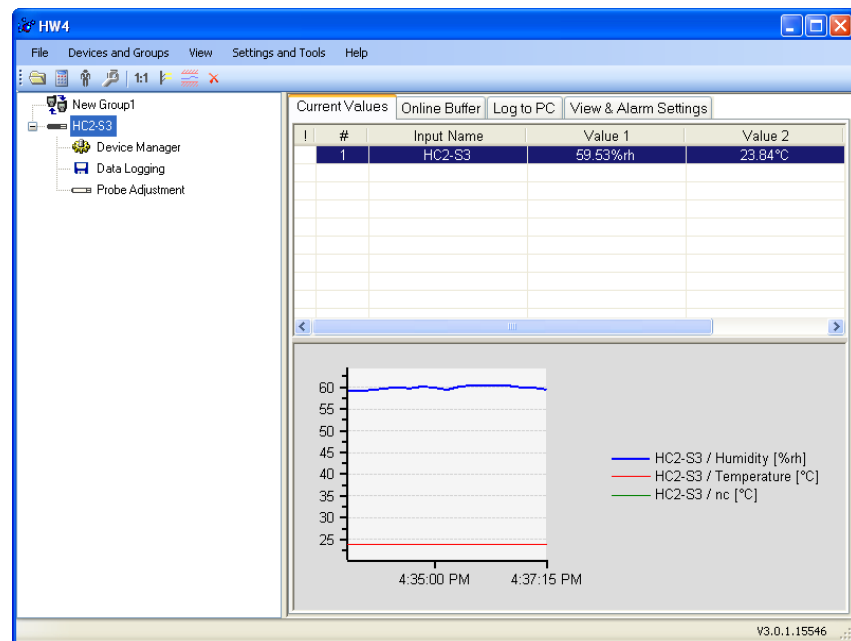 HW4
File Devices and Groups View Settings and Tools Help
1:1
New Group1
HC2-S3
Device Manager
Data Logging
Probe Adjustment
Current Values Online Buffer Log to PC View & Alarm Settings
! # Input Name Value 1 Value 2
1 HC2-S3 59.53%rh 23.84°C
60
55
50
45
40
35
30
25
4:35:00 PM 4:37:15 PM
HC2-S3 / Humidity [%rh]
HC2-S3 / Temperature [°C]
HC2-S3 / nc [°C]
V3.0.1.15546